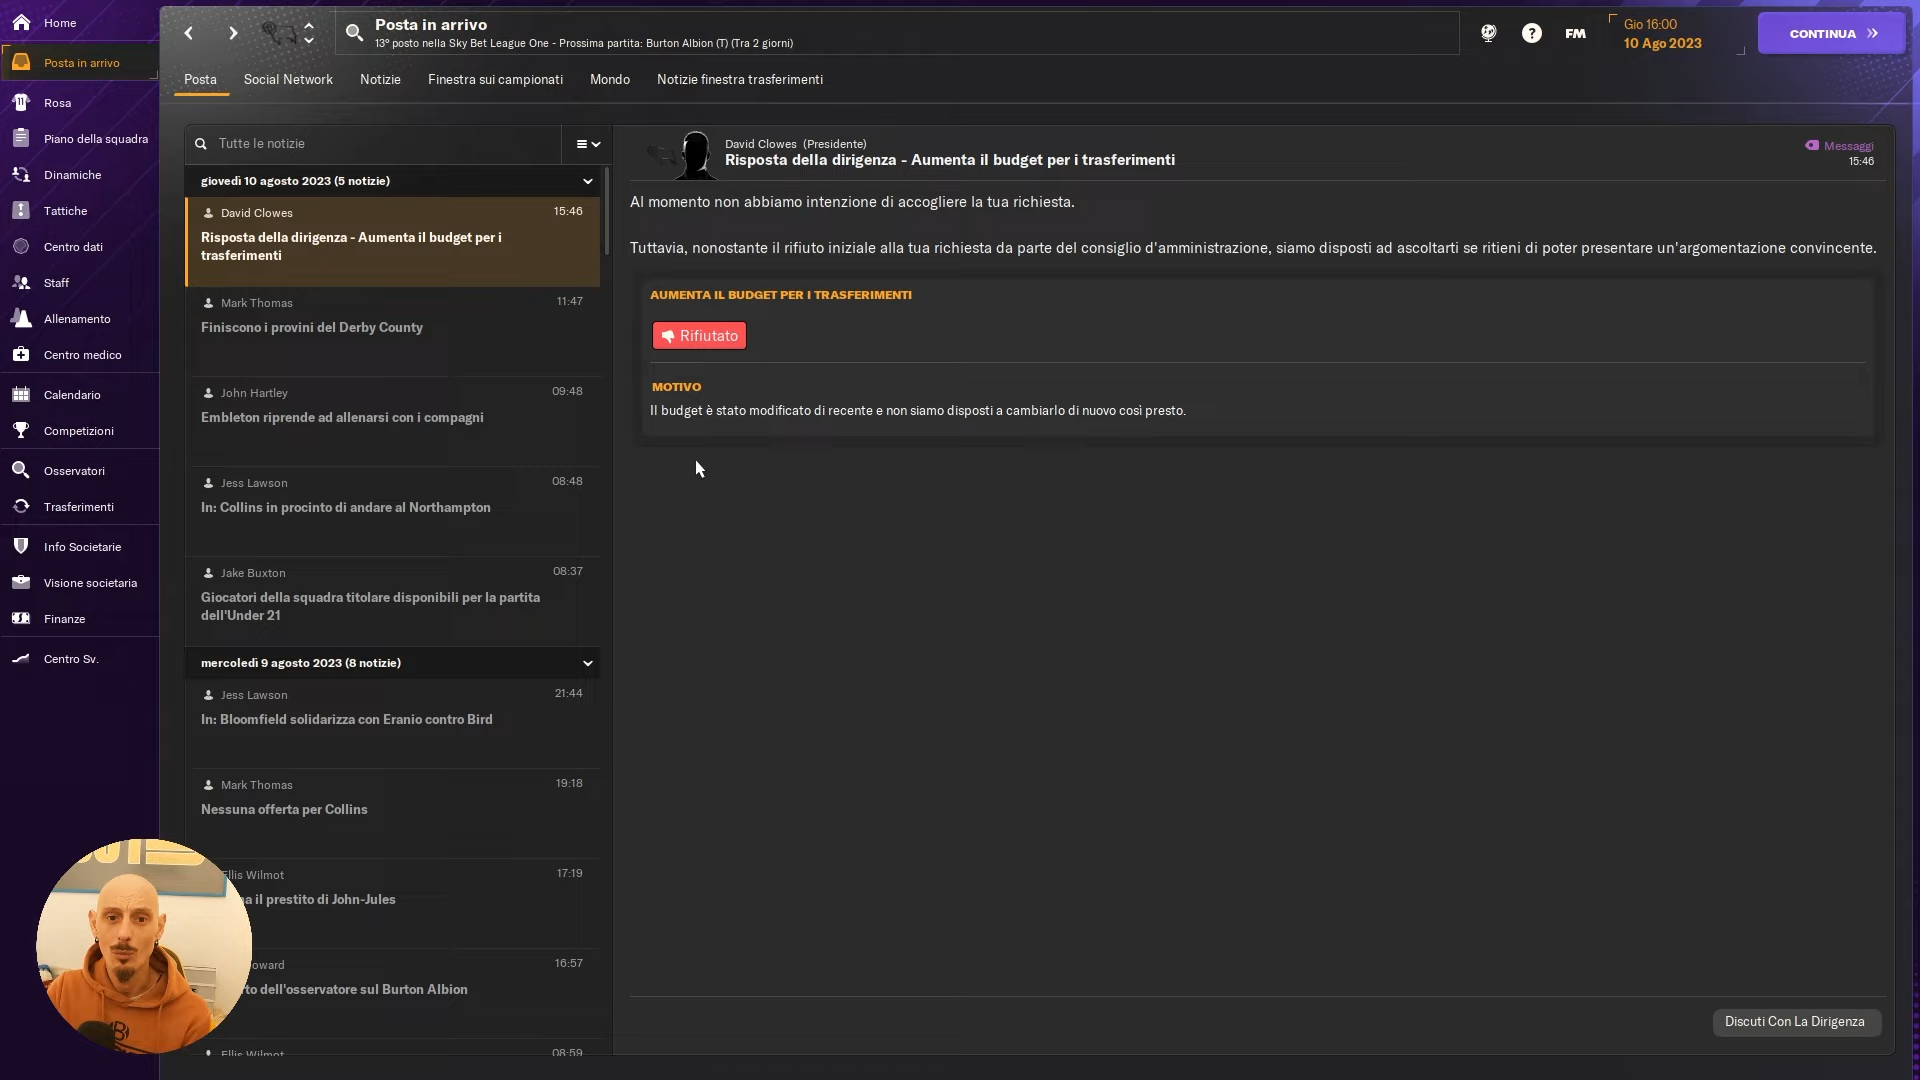 Home
Posta in arrivo
Rosa
Piano della squadra
Dinamiche
Tattiche
Centro dati
Staff
Allenamento
Centro medico
Calendario
Competizioni
Osservatori
Trasferimenti
Info Societarie
Visione societaria
Finanze
Centro Sv.
Posta in arrivo
13° posto nella Sky Bet League One - Prossima partita: Burton Albion (T) (Tra 2 giorni)
FM
Gio 16:00
10 Ago 2023
CONTINUA
Posta
Social Network
Notizie
Finestra sui campionati
Mondo
Notizie finestra trasferimenti
Tutte le notizie
giovedì 10 agosto 2023 (5 notizie)
David Clowes 15:46
Risposta della dirigenza - Aumenta il budget per i
trasferimenti
Mark Thomas 11:47
Finiscono i provini del Derby County
John Hartley 09:48
Embleton riprende ad allenarsi con i compagni
Jess Lawson 08:48
In: Collins in procinto di andare al Northampton
Jake Buxton 08:37
Giocatori della squadra titolare disponibili per la partita
dell'Under 21
mercoledì 9 agosto 2023 (8 notizie)
Jess Lawson 21:44
In: Bloomfield solidarizza con Eranio contro Bird
Mark Thomas 19:18
Nessuna offerta per Collins
Ellis Wilmot 17:19
il prestito di John-Jules
16:57
dell'osservatore sul Burton Albion
Ellis Wilmot 08:59
David Clowes (Presidente)
Risposta della dirigenza - Aumenta il budget per i trasferimenti
Messaggi
15:46
Al momento non abbiamo intenzione di accogliere la tua richiesta.
Tuttavia, nonostante il rifiuto iniziale alla tua richiesta da parte del consiglio d'amministrazione, siamo disposti ad ascoltarti se ritieni di poter presentare un'argomentazione convincente.
AUMENTA IL BUDGET PER I TRASFERIMENTI
Rifiutato
MOTIVO
Il budget è stato modificato di recente e non siamo disposti a cambiarlo di nuovo così presto.
Discuti Con La Dirigenza